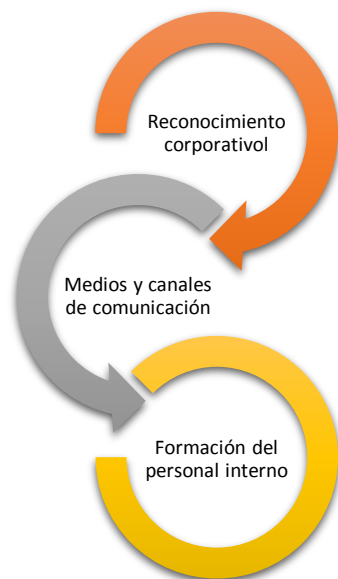 Reconocimiento
corporativol
Medios y canales
de comunicación
Formación del
personal interno